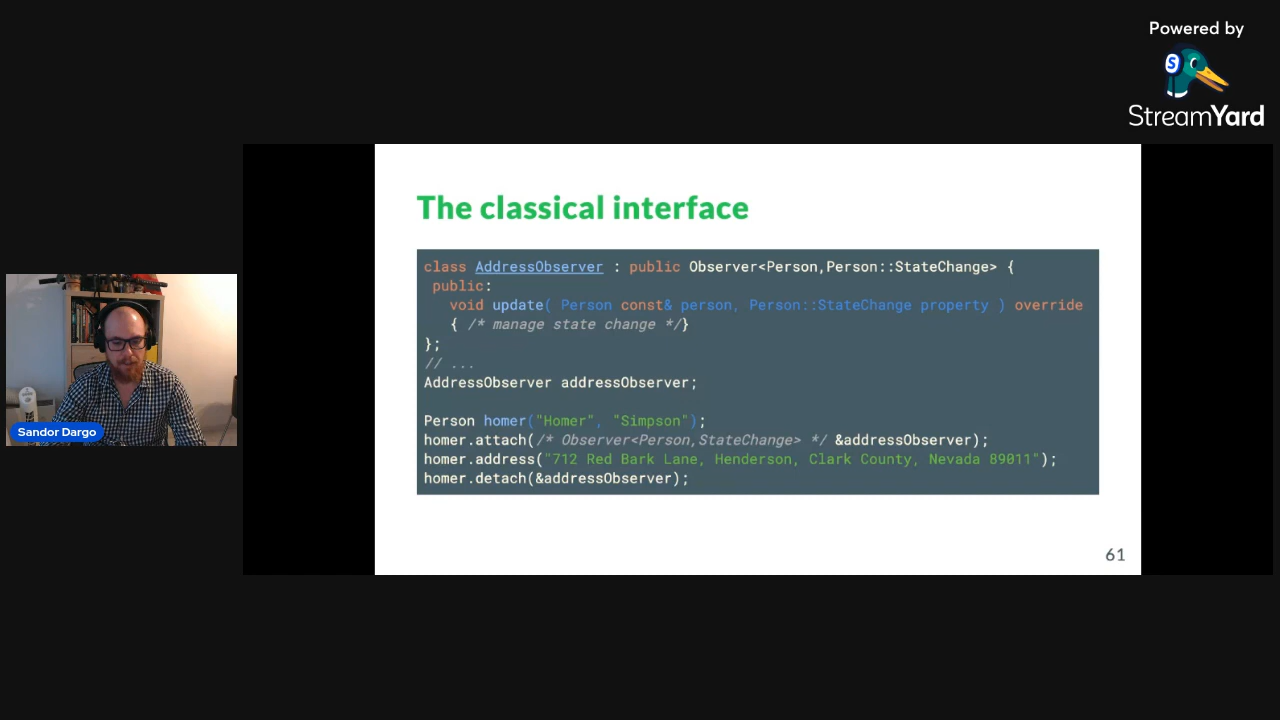 Powered by
S
StreamYard
The classical interface
class AddressObserver : public Observer<Person,Person::StateChange> {
public:
void update( Person const& person, Person::StateChange property ) override
{ /* manage state change */}
};
// ...
AddressObserver addressObserver;
Person homer("Homer", "Simpson");
homer.attach(/* Observer<Person,StateChange> */ &addressObserver);
homer.address("712 Red Bark Lane, Henderson, Clark County, Nevada 89011");
homer.detach(&addressObserver);
61
Sandor Dargo